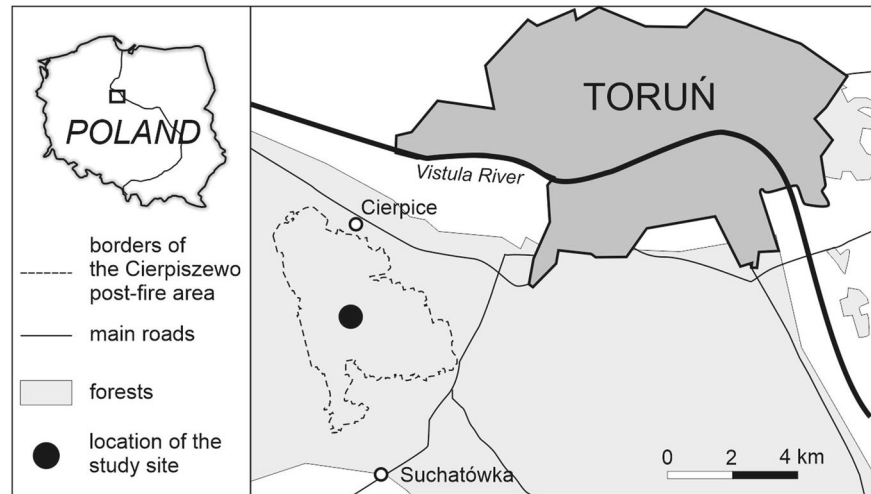 POLAND
borders of
the Cierpiszewo
post-fire area
main roads
forests
location of the
study site
TORUŃ
Vistula River
Cierpice
Suchatówka
0 2 4 km